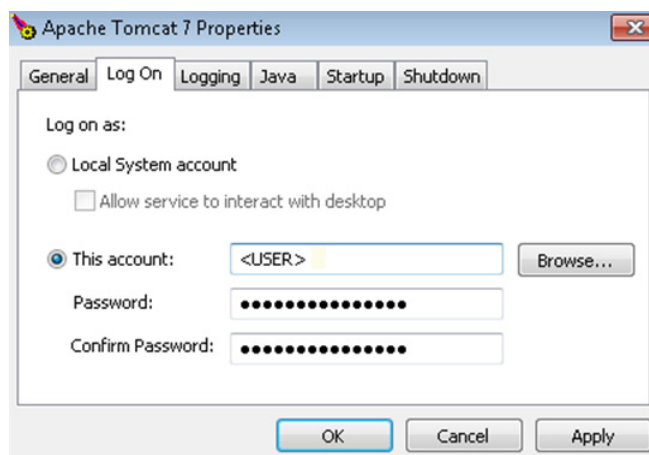 Apache Tomcat 7 Properties
General Log On Logging Java Startup Shutdown
Log on as:
Local System account
Allow service to interact with desktop
This account: <USER> Browse...
Password: ●●●●●●●●●●●●●●●
Confirm Password: ●●●●●●●●●●●●●●●
OK Cancel Apply